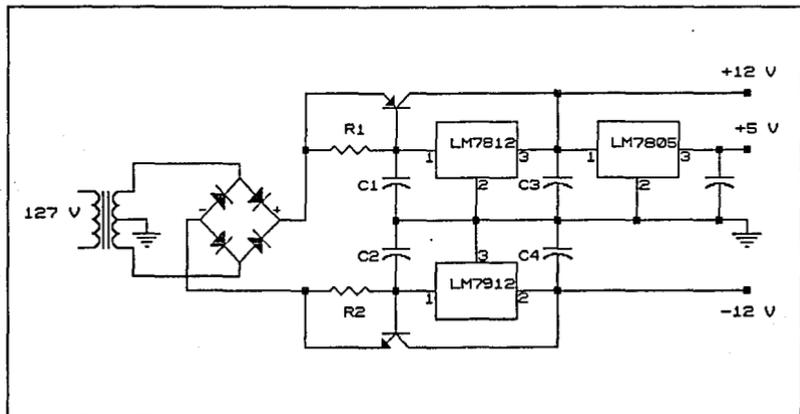 +12 V
R1
LM7812
LM7805
+5 V
1
3
1
3
C1
2
C3
2
127 V
-
+
C2
3
C4
LM7912
1
2
R2
-12 V